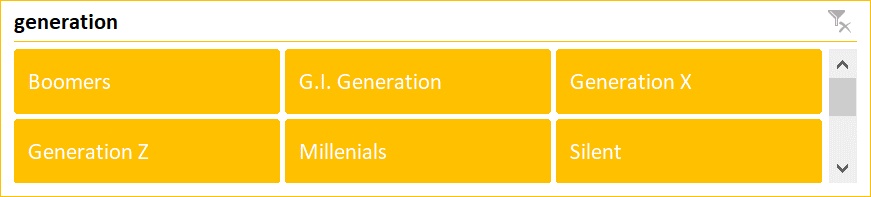 generation
Boomers G.I. Generation Generation X
Generation Z Millenials Silent